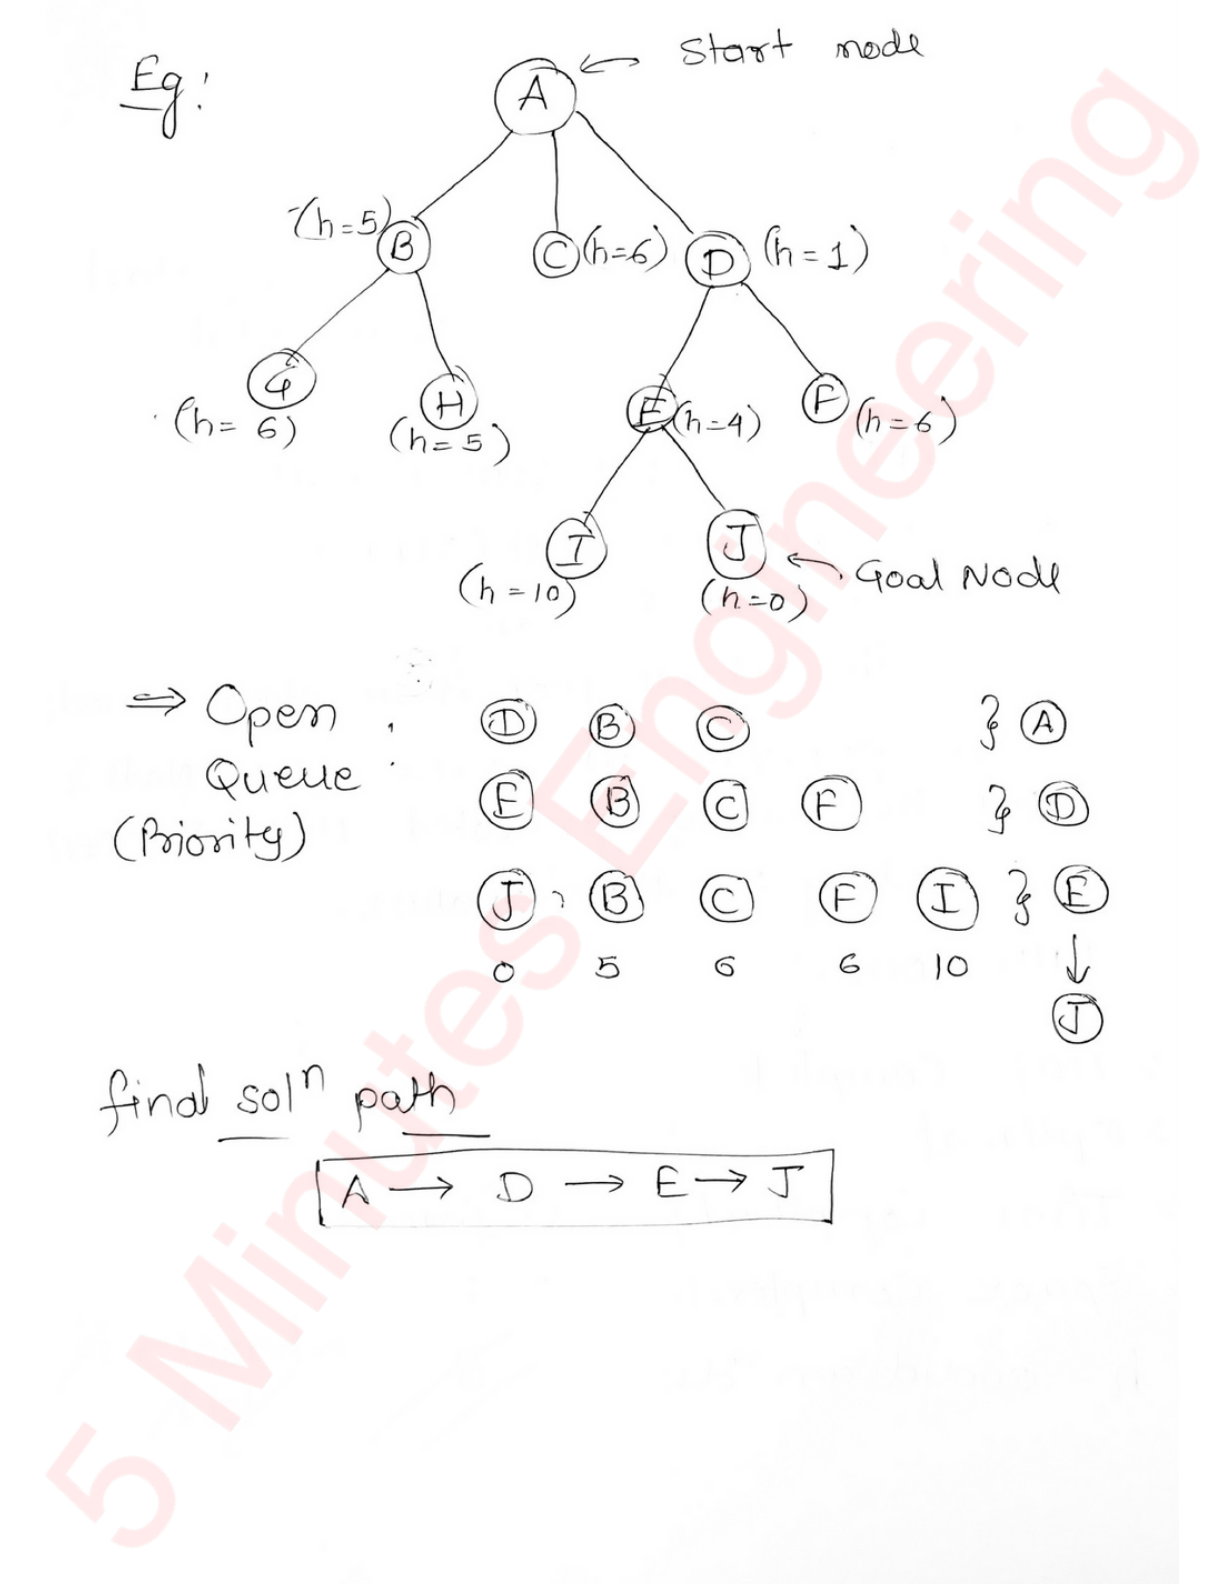 Eg:
A ← Start node
(h=5) B C (h=6) D (h=1)
G H E (h=4) F (h=6)
(h=6) (h=5)
I J ← Goal Node
(h=10) (h=0)
⇒ Open Queue (Priority) :
D B C } A
E B C F } D
J, B C F I } E
0 5 6 6 10 ↓
J
final solⁿ path
A → D → E → J
5 Minutes Engineering